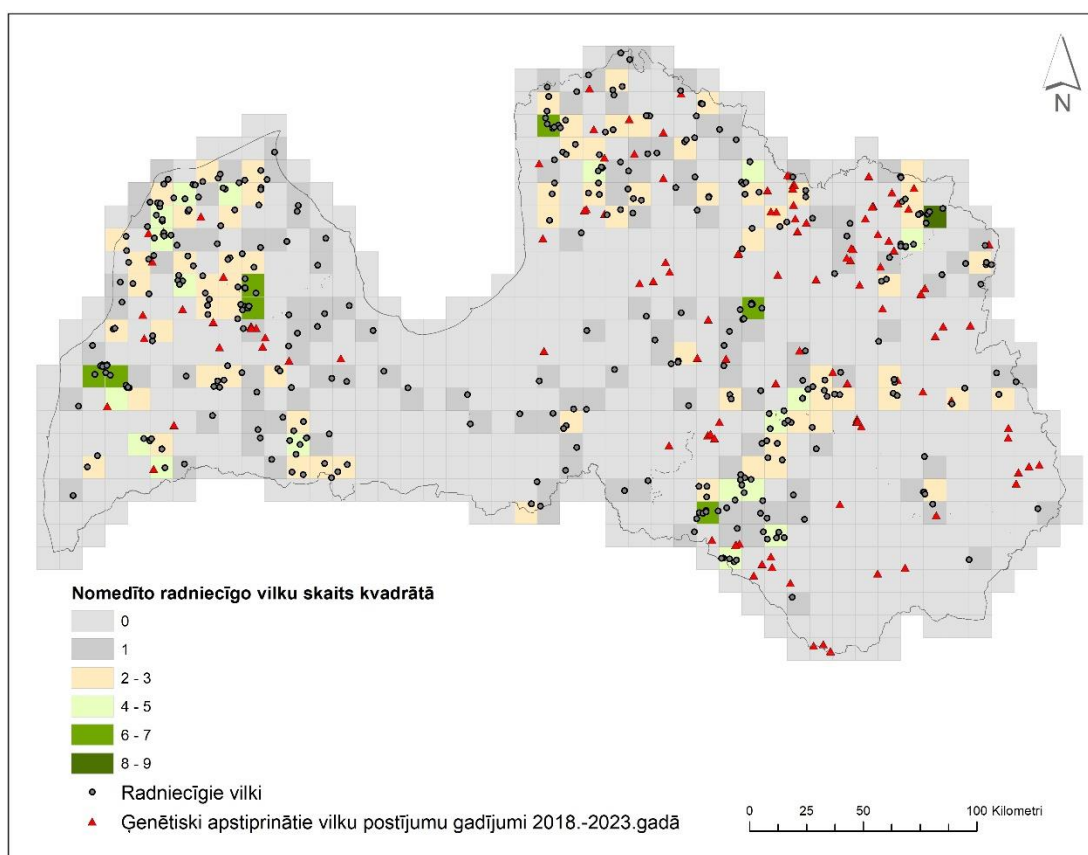 N
Nomedīto radniecīgo vilku skaits kvadrātā
0
1
2 - 3
4 - 5
6 - 7
8 - 9
Radniecīgie vilki
Ģenētiski apstiprinātie vilku postījumu gadījumi 2018.-2023.gadā
0 25 50 100 Kilometri